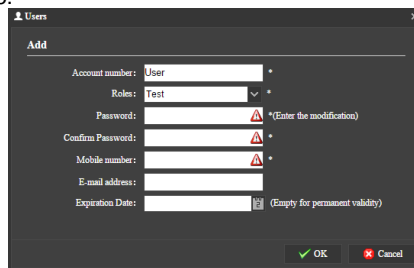 Users
Add
Account number: User *
Roles: Test *
Password: *(Enter the modification)
Confirm Password: *
Mobile number: *
E-mail address:
Expiration Date: (Empty for permanent validity)
OK Cancel